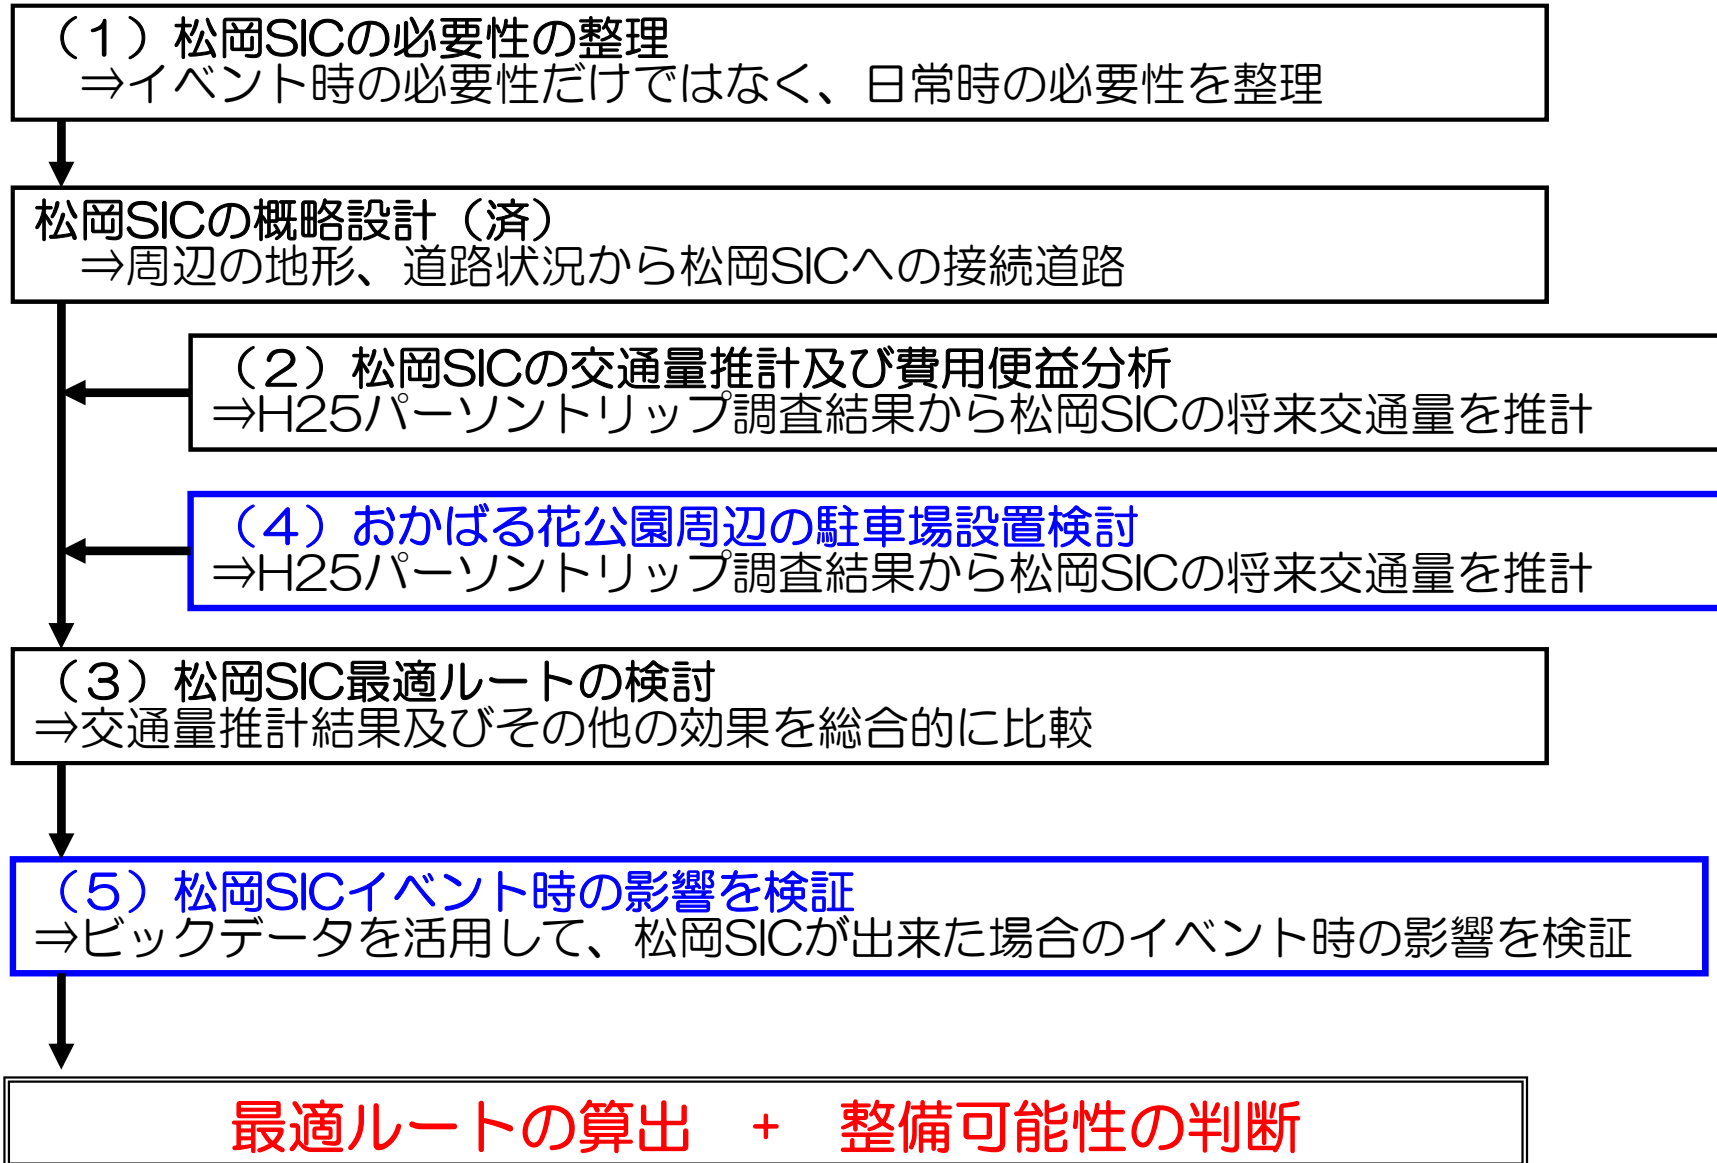 （１）松岡SICの必要性の整理
⇒イベント時の必要性だけではなく、日常時の必要性を整理
松岡SICの概略設計（済）
⇒周辺の地形、道路状況から松岡SICへの接続道路
（２）松岡SICの交通量推計及び費用便益分析
⇒H25パーソントリップ調査結果から松岡SICの将来交通量を推計
（４）おかばる花公園周辺の駐車場設置検討
⇒H25パーソントリップ調査結果から松岡SICの将来交通量を推計
（３）松岡SIC最適ルートの検討
⇒交通量推計結果及びその他の効果を総合的に比較
（５）松岡SICイベント時の影響を検証
⇒ビックデータを活用して、松岡SICが出来た場合のイベント時の影響を検証
最適ルートの算出　+　整備可能性の判断